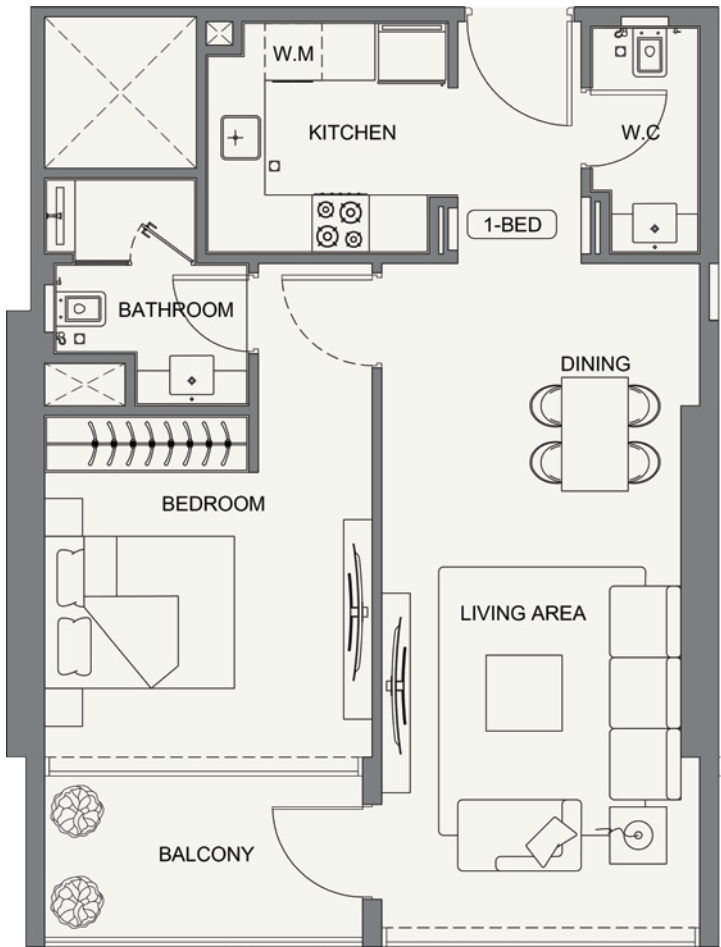 W.M
KITCHEN
W.C
1-BED
BATHROOM
DINING
BEDROOM
LIVING AREA
BALCONY